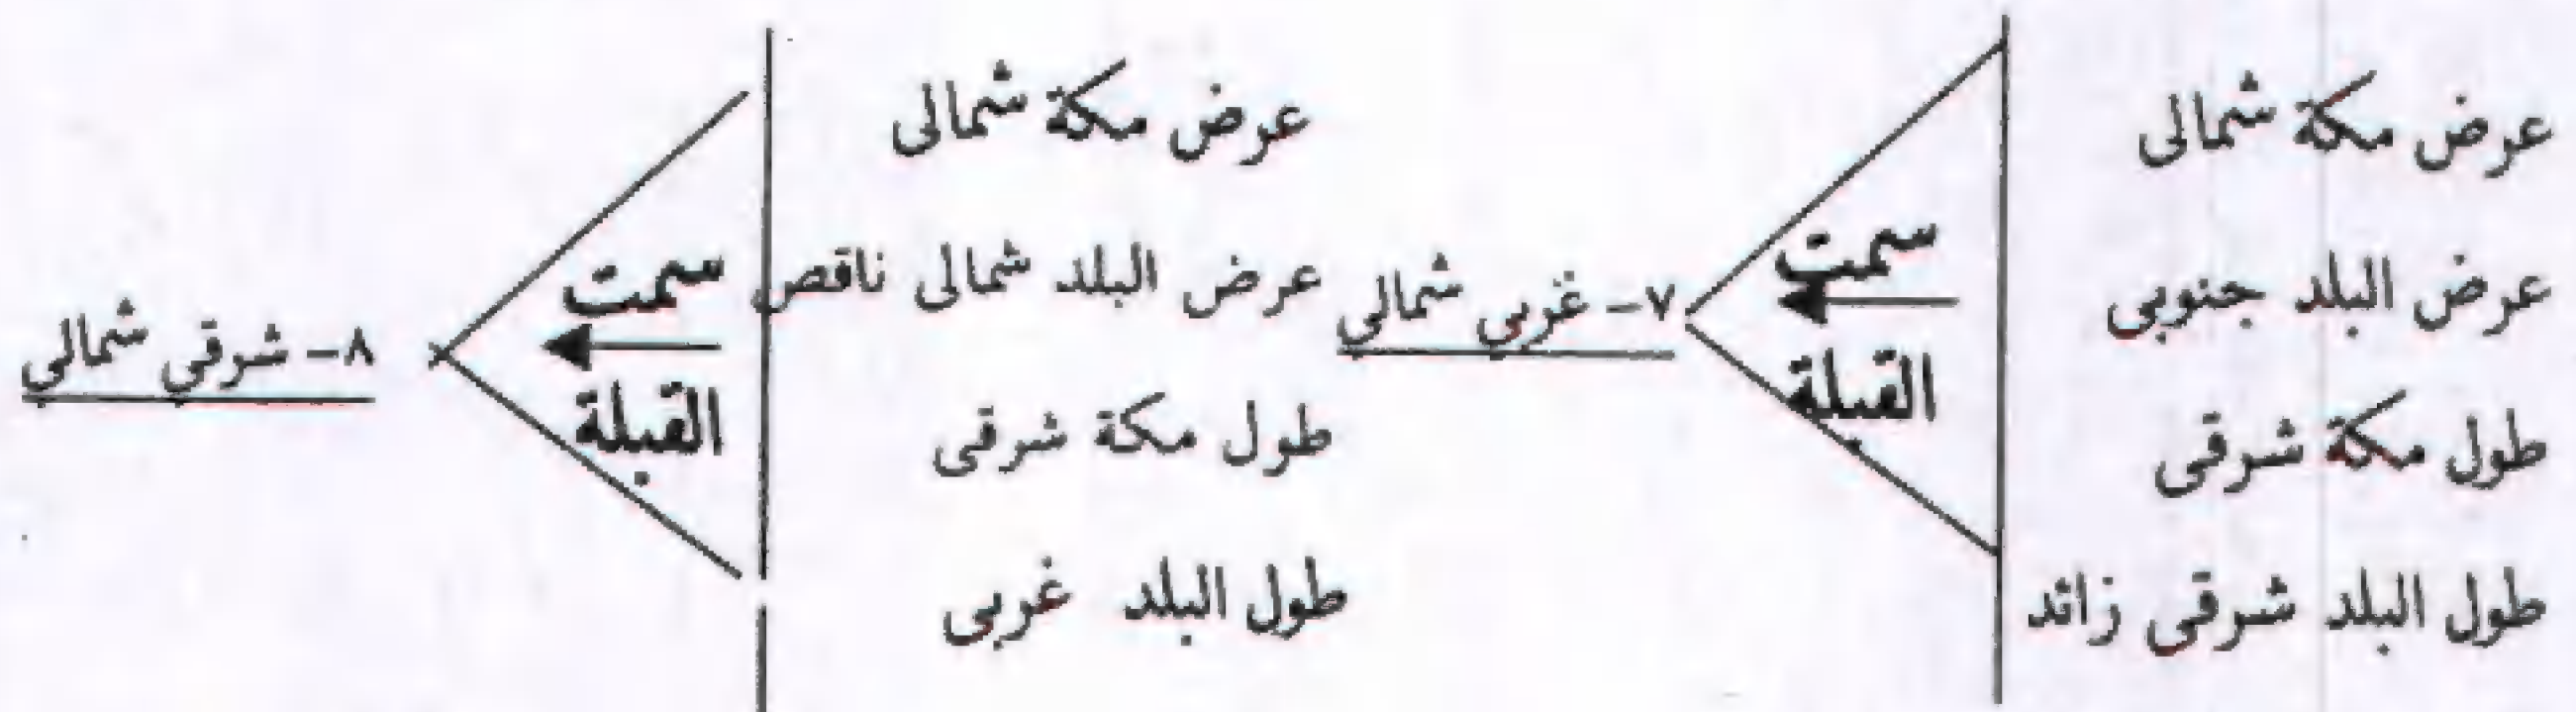 عرض مكة شمالى
عرض البلد جنوبى
طول مكة شرقى
طول البلد شرقى زائد
سمت
القبلة
٧- غربي شمالي
عرض مكة شمالى
عرض البلد شمالى ناقص
طول مكة شرقى
طول البلد غربى
سمت
القبلة
٨- شرقي شمالي